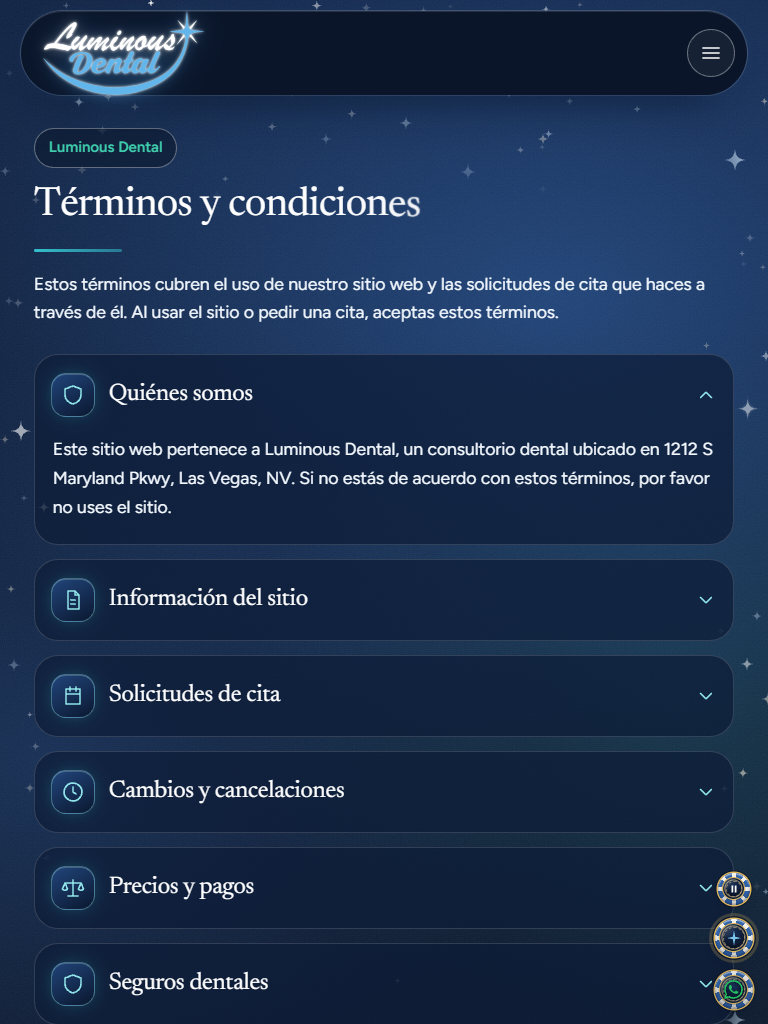 Luminous
Dental
Luminous Dental
Términos y condiciones
Estos términos cubren el uso de nuestro sitio web y las solicitudes de cita que haces a
través de él. Al usar el sitio o pedir una cita, aceptas estos términos.
Quiénes somos
Este sitio web pertenece a Luminous Dental, un consultorio dental ubicado en 1212 S
Maryland Pkwy, Las Vegas, NV. Si no estás de acuerdo con estos términos, por favor
no uses el sitio.
Información del sitio
Solicitudes de cita
Cambios y cancelaciones
Precios y pagos
Seguros dentales